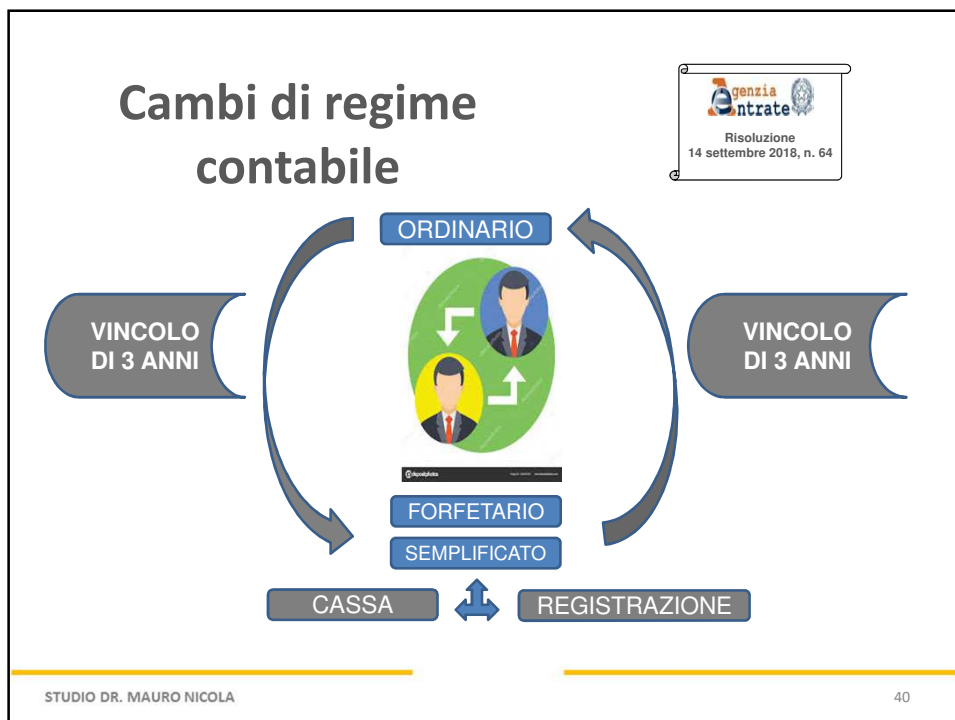 Cambi di regime
contabile
Agenzia
Entrate
Risoluzione
14 settembre 2018, n. 64
ORDINARIO
VINCOLO
DI 3 ANNI
VINCOLO
DI 3 ANNI
depositphotos
FORFETARIO
SEMPLIFICATO
CASSA
REGISTRAZIONE
STUDIO DR. MAURO NICOLA
40